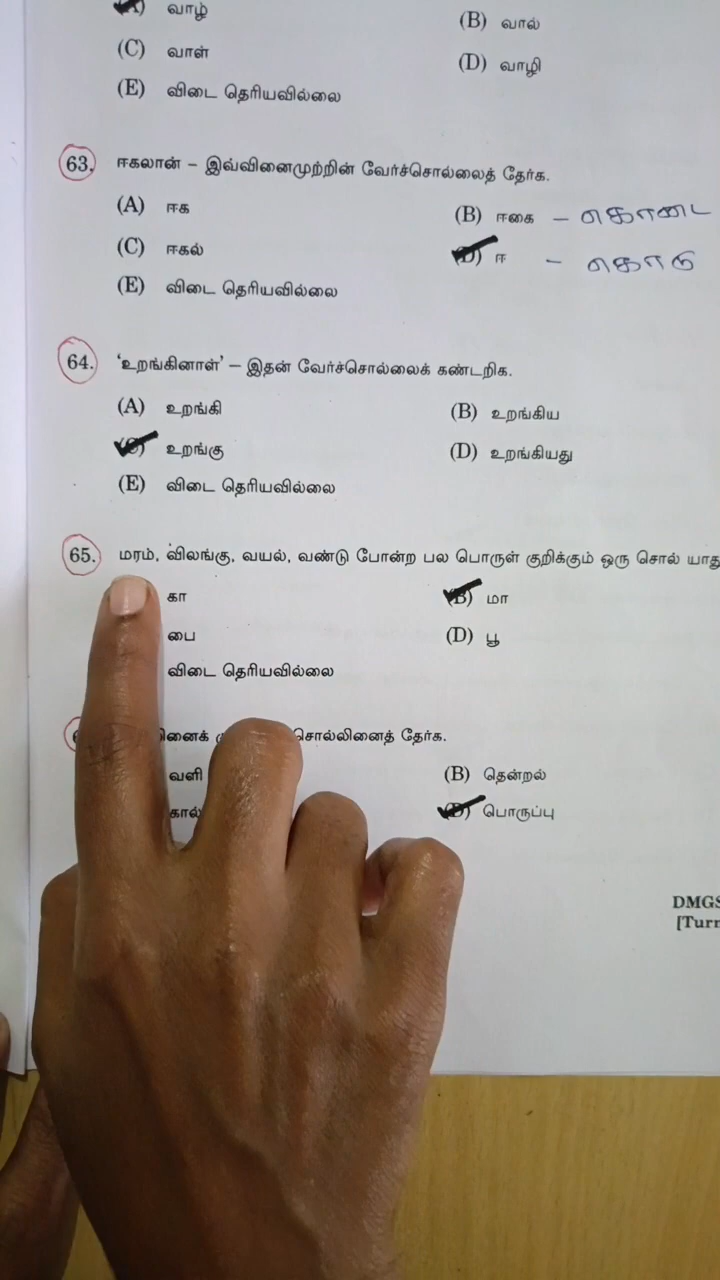 வாழ்
(B) வால்
(C) வாள்
(D) வாழி
(E) விடை தெரியவில்லை
63. ஈகலான் – இவ்வினைமுற்றின் வேர்ச்சொல்லைத் தேர்க.
(A) ஈக
(B) ஈகை – கொடை
(C) ஈகல்
(D) ஈ – கொடு
(E) விடை தெரியவில்லை
64. ‘உறங்கினாள்’ – இதன் வேர்ச்சொல்லைக் கண்டறிக.
(A) உறங்கி
(B) உறங்கிய
(C) உறங்கு
(D) உறங்கியது
(E) விடை தெரியவில்லை
65. மரம், விலங்கு, வயல், வண்டு போன்ற பல பொருள் குறிக்கும் ஒரு சொல் யாது
கா
(B) மா
பை
(D) பூ
விடை தெரியவில்லை
சொல்லினைத் தேர்க.
வளி
(B) தென்றல்
கால்
(D) பொருப்பு
DMGS
[Turn